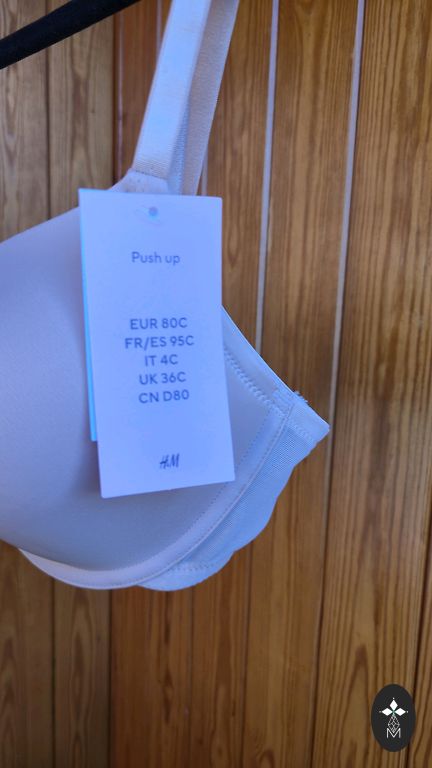 Push up
EUR 80C
FR/ES 95C
IT 4C
UK 36C
CN D80
H&M
M